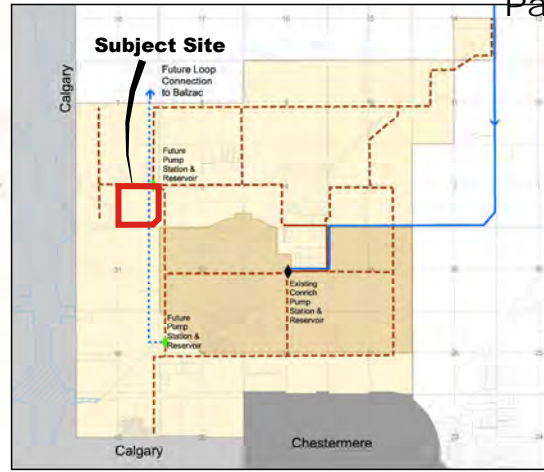 Pa
Subject Site
Calgary
Future Loop
Connection
to Balzac
Future
Pump
Station &
Reservoir
Existing
Conrich
Pump
Station &
Reservoir
Future
Pump
Station &
Reservoir
Calgary
Chestermere